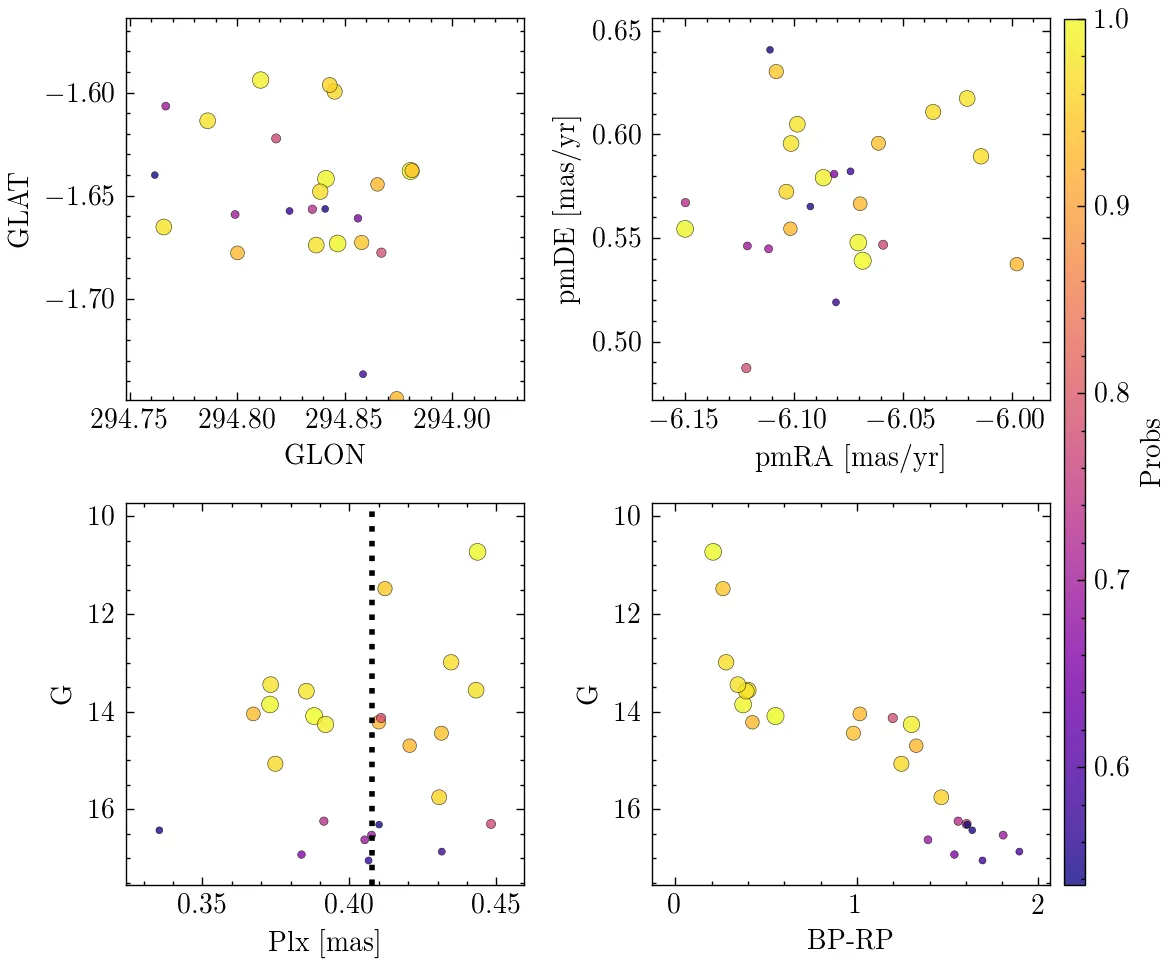 −1.60
−1.65
−1.70
GLAT
294.75 294.80 294.85 294.90
GLON
0.65
0.60
0.55
0.50
pmDE [mas/yr]
−6.15 −6.10 −6.05 −6.00
pmRA [mas/yr]
10
12
14
16
G
0.35 0.40 0.45
Plx [mas]
10
12
14
16
G
0 1 2
BP-RP
1.0
0.9
0.8
0.7
0.6
Probs